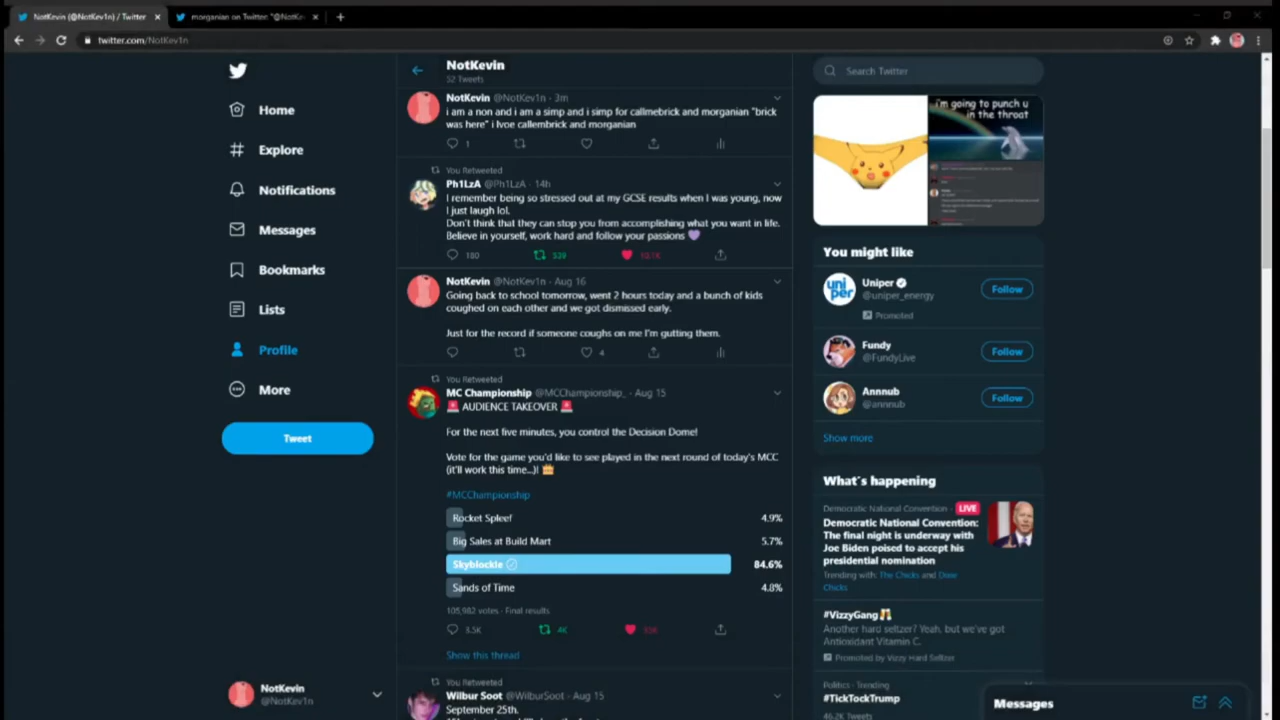 NotKevin (@NotKev1n) / Twitter
morganian on Twitter: "@NotKe
twitter.com/NotKev1n
Home
Explore
Notifications
Messages
Bookmarks
Lists
Profile
More
Tweet
NotKevin
@NotKev1n
NotKevin
52 Tweets
NotKevin @NotKev1n · 3m
i am a non and i am a simp and i simp for callmebrick and morganian "brick
was here" i lvoe callembrick and morganian
1
You Retweeted
Ph1LzA @Ph1LzA · 14h
I remember being so stressed out at my GCSE results when I was young, now
I just laugh lol.
Don't think that they can stop you from accomplishing what you want in life.
Believe in yourself, work hard and follow your passions 💜
180 539 18.1K
NotKevin @NotKev1n · Aug 16
Going back to school tomorrow, went 2 hours today and a bunch of kids
coughed on each other and we got dismissed early.
Just for the record if someone coughs on me I'm gutting them.
4
You Retweeted
MC Championship @MCChampionship_ · Aug 15
🚨 AUDIENCE TAKEOVER 🚨
For the next five minutes, you control the Decision Dome!
Vote for the game you'd like to see played in the next round of today's MCC
(it'll work this time...)!
#MCChampionship
Rocket Spleef 4.9%
Big Sales at Build Mart 5.7%
Skyblockle 84.6%
Sands of Time 4.8%
105,982 votes · Final results
3.5K 4K 35K
Show this thread
You Retweeted
Wilbur Soot @WilburSoot · Aug 15
September 25th.
Search Twitter
i'm going to punch u
in the throat
You might like
Uniper
@uniper_energy
Follow
Promoted
Fundy
@FundyLive
Follow
Annnub
@annnub
Follow
Show more
What's happening
Democratic National Convention · LIVE
Democratic National Convention:
The final night is underway with
Joe Biden poised to accept his
presidential nomination
Trending with: The Chicks and Dixie
Chicks
#VizzyGang🥂
Another hard seltzer? Yeah, but we've got
Antioxidant Vitamin C.
Promoted by Vizzy Hard Seltzer
Politics · Trending
#TickTockTrump
46.2K Tweets
Messages